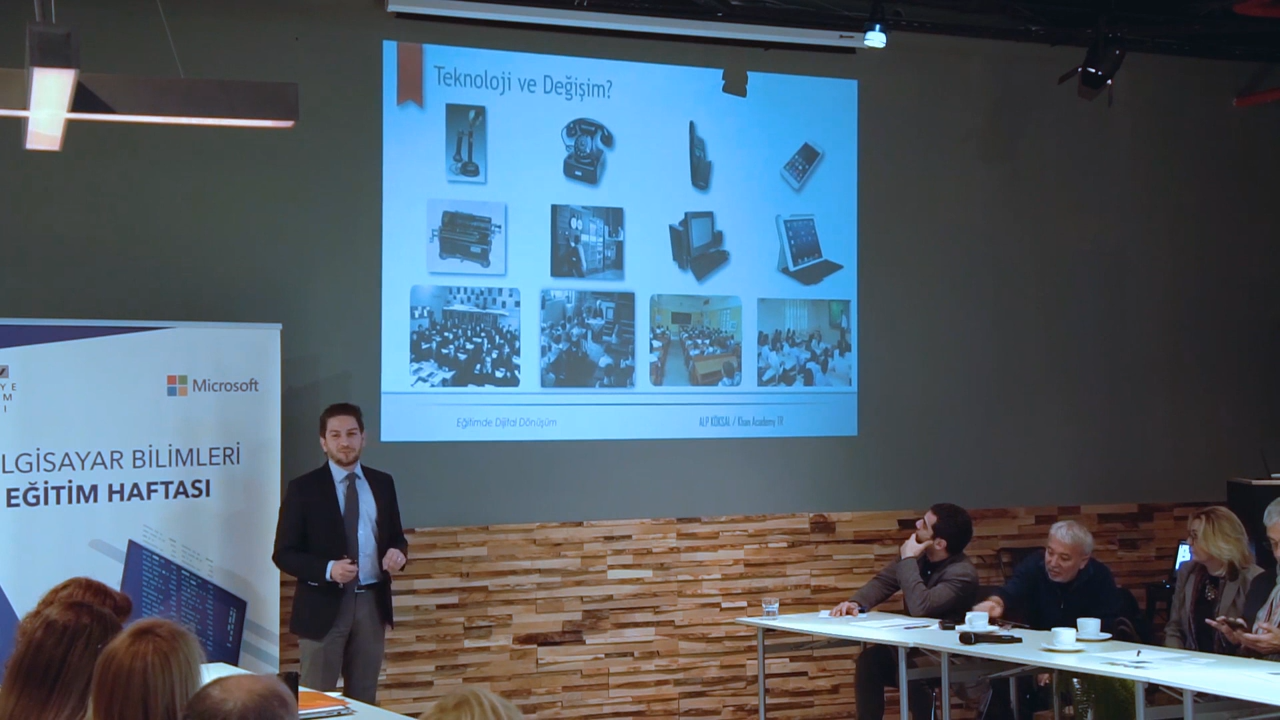 Teknoloji ve Değişim?
Eğitimde Dijital Dönüşüm
ALP KÖKSAL / Khan Academy TR
Microsoft
LGİSAYAR BİLİMLERİ
EĞİTİM HAFTASI